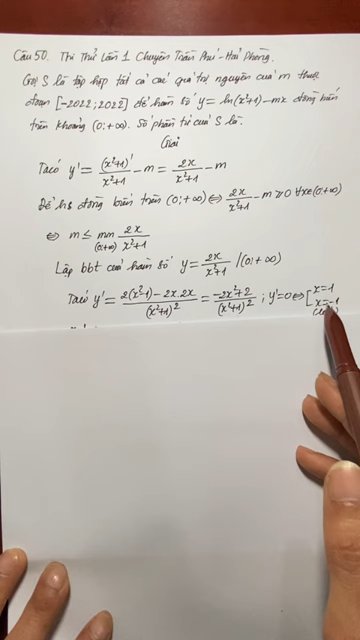 Câu 50. Thi Thử Lần 1 Chuyên Trần Phú - Hải Phòng.
Gọi S là tập hợp tất cả các giá trị nguyên của m thuộc
đoạn [-2022; 2022] để hàm số y = ln(x²+1) - mx đồng biến
trên khoảng (0; +∞). Số phần tử của S là.
Giải
Ta có y' = (x²+1)'/(x²+1) - m = 2x/(x²+1) - m
Để hs đồng biến trên (0; +∞) ⇔ 2x/(x²+1) - m ≥ 0 ∀x∈(0; +∞)
⇔ m ≤ min (0; +∞) 2x/(x²+1)
Lập bbt của hàm số y = 2x/(x²+1) /(0; +∞)
Ta có y' = (2(x²+1) - 2x.2x)/(x²+1)² = (-2x²+2)/(x²+1)² ; y' = 0 ⇔ [x=1
x=-1